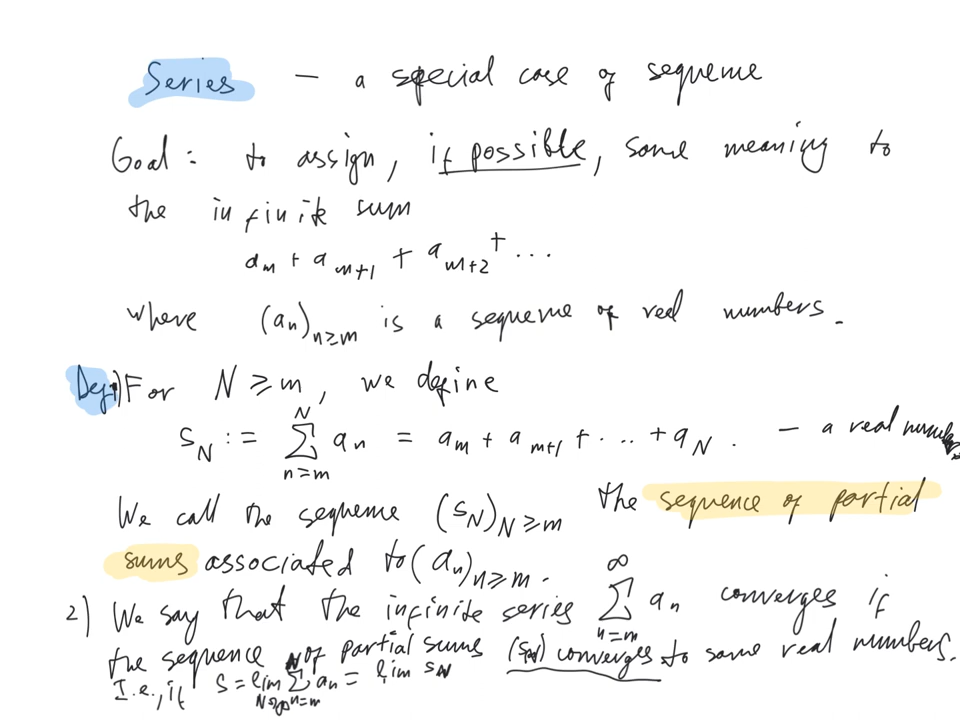 Series — a special case of sequence
Goal: to assign, if possible, some meaning to
the infinite sum
a_m + a_{m+1} + a_{m+2} + ...
where (a_n)_{n≥m} is a sequence of real numbers.
Def 1) For N ≥ m, we define
S_N := \sum_{n=m}^{N} a_n = a_m + a_{m+1} + ... + a_N. — a real number
We call the sequence (S_N)_{N≥m} the sequence of partial
sums associated to (a_n)_{n≥m}.
2) We say that the infinite series \sum_{n=m}^{∞} a_n converges if
the sequence of partial sums (S_N) converges to some real numbers.
I.e., if S = lim_{N→∞} \sum_{n=m}^{N} a_n = lim S_N